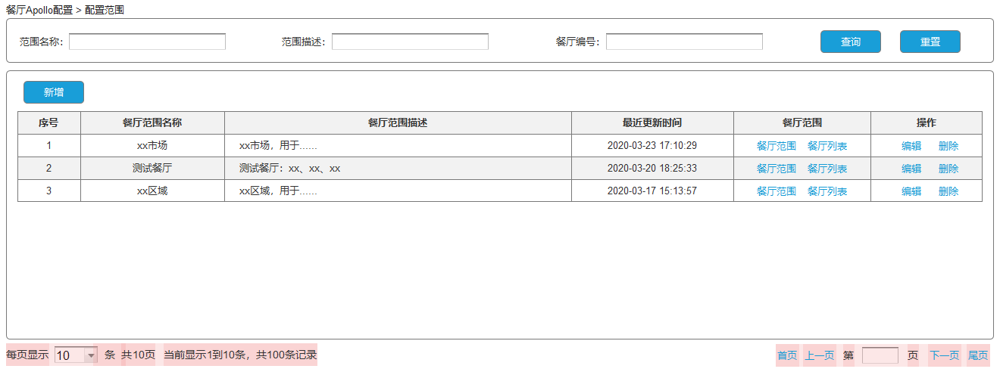 餐厅Apollo配置 > 配置范围
范围名称： 范围描述： 餐厅编号： 查询 重置
新增
序号 餐厅范围名称 餐厅范围描述 最近更新时间 餐厅范围 操作
1 xx市场 xx市场，用于…… 2020-03-23 17:10:29 餐厅范围 餐厅列表 编辑 删除
2 测试餐厅 测试餐厅：xx、xx、xx 2020-03-20 18:25:33 餐厅范围 餐厅列表 编辑 删除
3 xx区域 xx区域，用于…… 2020-03-17 15:13:57 餐厅范围 餐厅列表 编辑 删除
每页显示 10 条 共10页 当前显示1到10条，共100条记录 首页 上一页 第 页 下一页 尾页